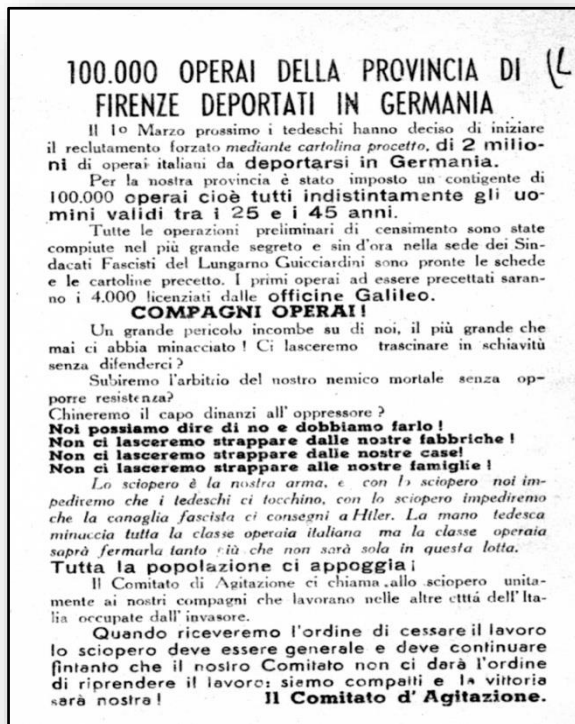 100.000 OPERAI DELLA PROVINCIA DI
FIRENZE DEPORTATI IN GERMANIA
Il 1º Marzo prossimo i tedeschi hanno deciso di iniziare
il reclutamento forzato mediante cartolina procetto, di 2 milio-
ni di operai italiani da deportarsi in Germania.
Per la nostra provincia è stato imposto un contigente di
100.000 operai cioè tutti indistintamente gli uo-
mini validi tra i 25 e i 45 anni.
Tutte le operazioni preliminari di censimento sono state
compiute nel più grande segreto e sin d'ora nella sede dei Sin-
dacati Fascisti del Lungarno Guicciardini sono pronte le schede
e le cartoline precetto. I primi operai ad essere precettati saran-
no i 4.000 licenziati dalle officine Galileo.
COMPAGNI OPERAI!
Un grande pericolo incombe su di noi, il più grande che
mai ci abbia minacciato ! Ci lasceremo trascinare in schiavitù
senza difenderci ?
Subiremo l'arbitrio del nostro nemico mortale senza op-
porre resistenza?
Chineremo il capo dinanzi all' oppressore ?
Noi possiamo dire di no e dobbiamo farlo !
Non ci lasceremo strappare dalle nostre fabbriche !
Non ci lasceremo strappare dalle nostre case!
Non ci lasceremo strappare alle nostre famiglie !
Lo sciopero è la nostra arma, e con lo sciopero noi im-
pediremo che i tedeschi ci tocchino, con lo sciopero impediremo
che la canaglia fascista ci consegni a Htler. La mano tedesca
minaccia tutta la classe operaia italiana ma la classe operaia
saprà fermarla tanto più che non sarà sola in questa lotta.
Tutta la popolazione ci appoggia¡
Il Comitato di Agitazione ci chiama allo sciopero unita-
mente ai nostri compagni che lavorano nelle altre città dell'Ita-
lia occupate dall'invasore.
Quando riceveremo l'ordine di cessare il lavoro
lo sciopero deve essere generale e deve continuare
fintanto che il nostro Comitato non ci darà l'ordine
di riprendere il lavoro: siamo compatti e la vittoria
sarà nostra ! Il Comitato d' Agitazione.